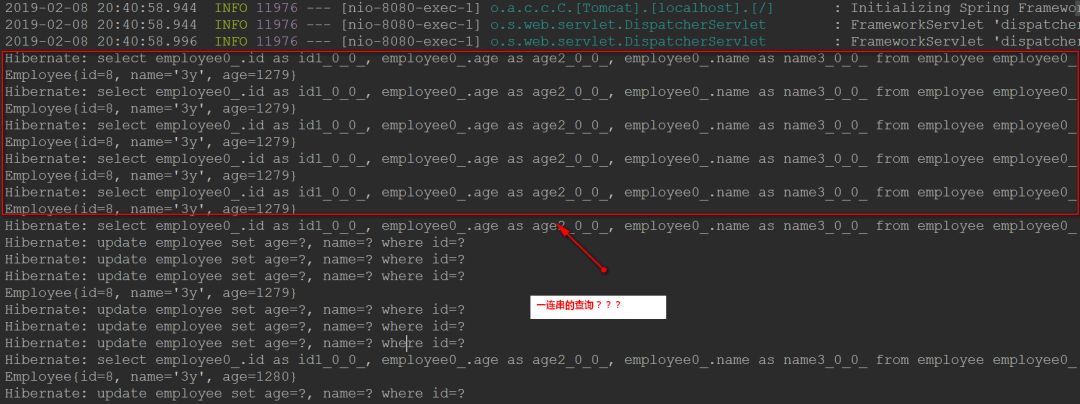 2019-02-08 20:40:58.944  INFO 11976 --- [nio-8080-exec-1] o.a.c.c.C.[Tomcat].[localhost].[/]       : Initializing Spring Framewo
2019-02-08 20:40:58.944  INFO 11976 --- [nio-8080-exec-1] o.s.web.servlet.DispatcherServlet        : FrameworkServlet 'dispatche
2019-02-08 20:40:58.996  INFO 11976 --- [nio-8080-exec-1] o.s.web.servlet.DispatcherServlet        : FrameworkServlet 'dispatche
Hibernate: select employee0_.id as id1_0_0_, employee0_.age as age2_0_0_, employee0_.name as name3_0_0_ from employee employee0_
Employee{id=8, name='3y', age=1279}
Hibernate: select employee0_.id as id1_0_0_, employee0_.age as age2_0_0_, employee0_.name as name3_0_0_ from employee employee0_
Employee{id=8, name='3y', age=1279}
Hibernate: select employee0_.id as id1_0_0_, employee0_.age as age2_0_0_, employee0_.name as name3_0_0_ from employee employee0_
Employee{id=8, name='3y', age=1279}
Hibernate: select employee0_.id as id1_0_0_, employee0_.age as age2_0_0_, employee0_.name as name3_0_0_ from employee employee0_
Employee{id=8, name='3y', age=1279}
Hibernate: select employee0_.id as id1_0_0_, employee0_.age as age2_0_0_, employee0_.name as name3_0_0_ from employee employee0_
Employee{id=8, name='3y', age=1279}
Hibernate: select employee0_.id as id1_0_0_, employee0_.age as age2_0_0_, employee0_.name as name3_0_0_ from employee employee0_
Hibernate: update employee set age=?, name=? where id=?
Hibernate: update employee set age=?, name=? where id=?
Hibernate: update employee set age=?, name=? where id=?
Employee{id=8, name='3y', age=1279}
一连串的查询？？？
Hibernate: update employee set age=?, name=? where id=?
Hibernate: update employee set age=?, name=? where id=?
Hibernate: update employee set age=?, name=? where id=?
Hibernate: select employee0_.id as id1_0_0_, employee0_.age as age2_0_0_, employee0_.name as name3_0_0_ from employee employee0_
Employee{id=8, name='3y', age=1280}
Hibernate: update employee set age=?, name=? where id=?